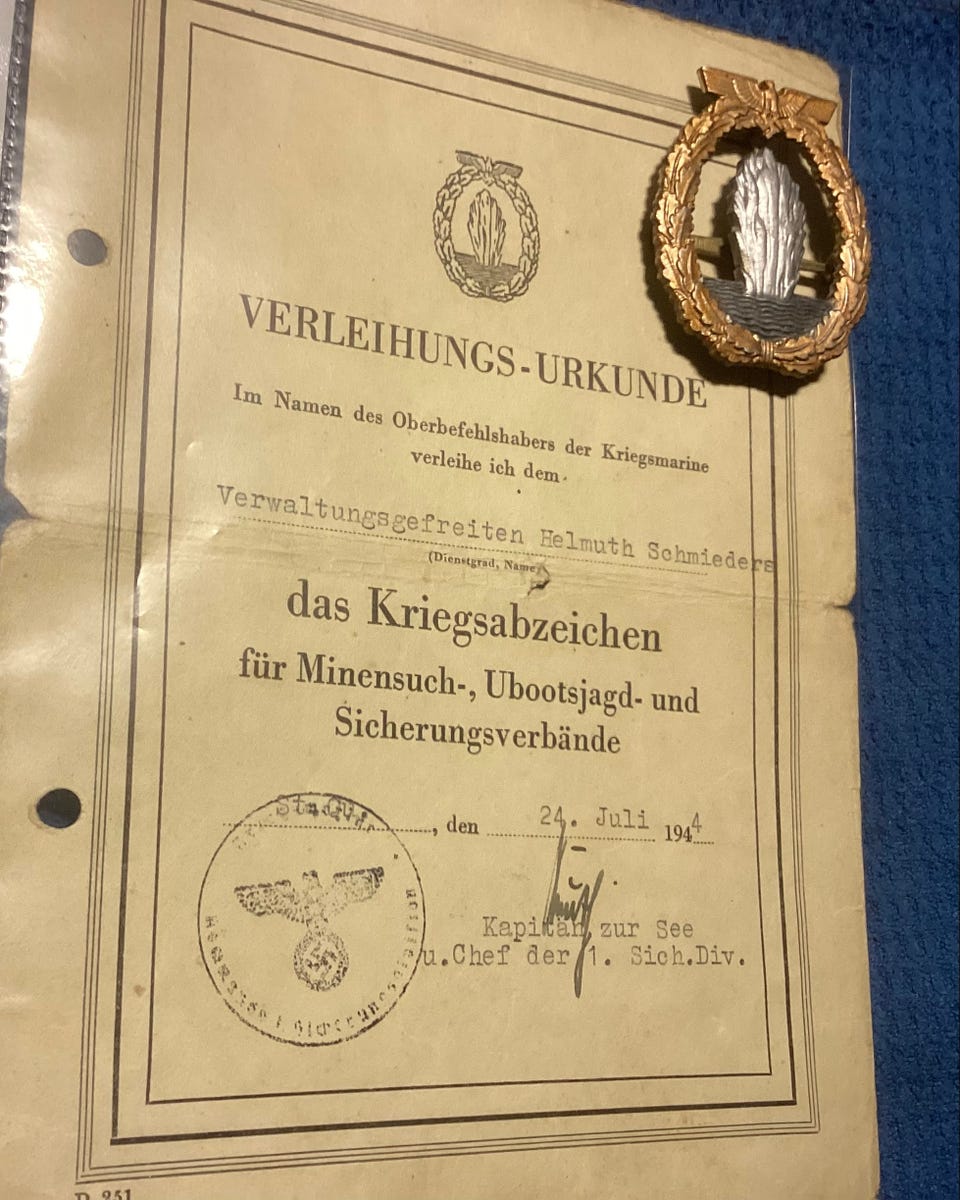 VERLEIHUNGS-URKUNDE
Im Namen des Oberbefehlshabers der Kriegsmarine
verleihe ich dem
Verwaltungsgefreiten Helmuth Schmieders
(Dienstgrad, Name)
das Kriegsabzeichen
für Minensuch-, Ubootsjagd- und
Sicherungsverbände
, den 24. Juli 1944
Kapitän zur See
u.Chef der 1. Sich.Div.